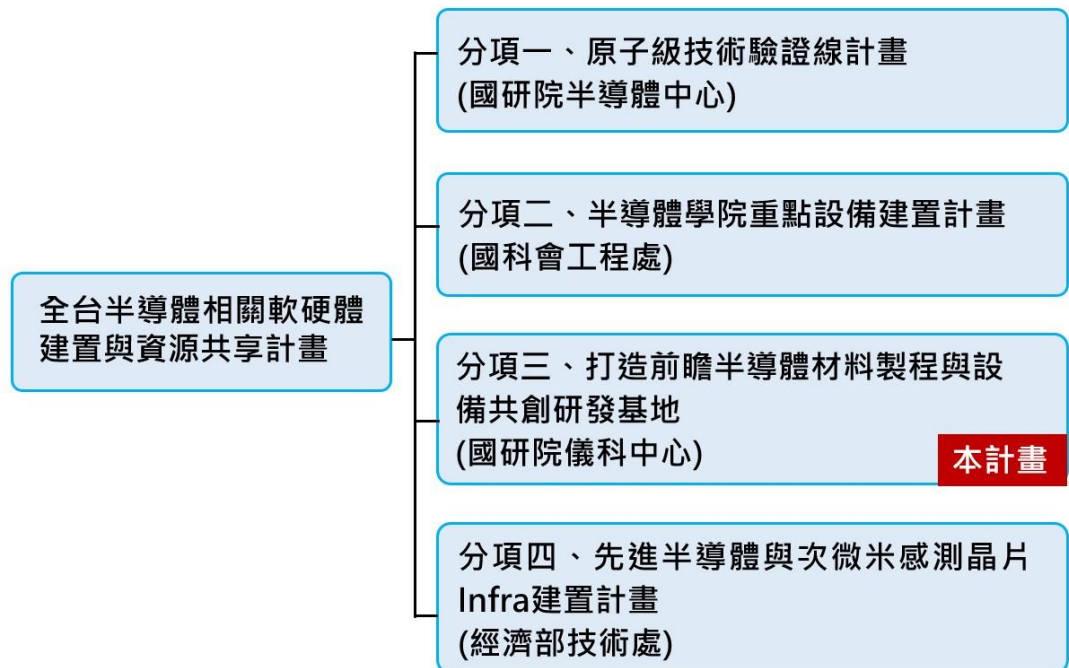 分項一、原子級技術驗證線計畫
(國研院半導體中心)
分項二、半導體學院重點設備建置計畫
(國科會工程處)
全台半導體相關軟硬體
建置與資源共享計畫
分項三、打造前瞻半導體材料製程與設
備共創研發基地
(國研院儀科中心)
本計畫
分項四、先進半導體與次微米感測晶片
Infra建置計畫
(經濟部技術處)